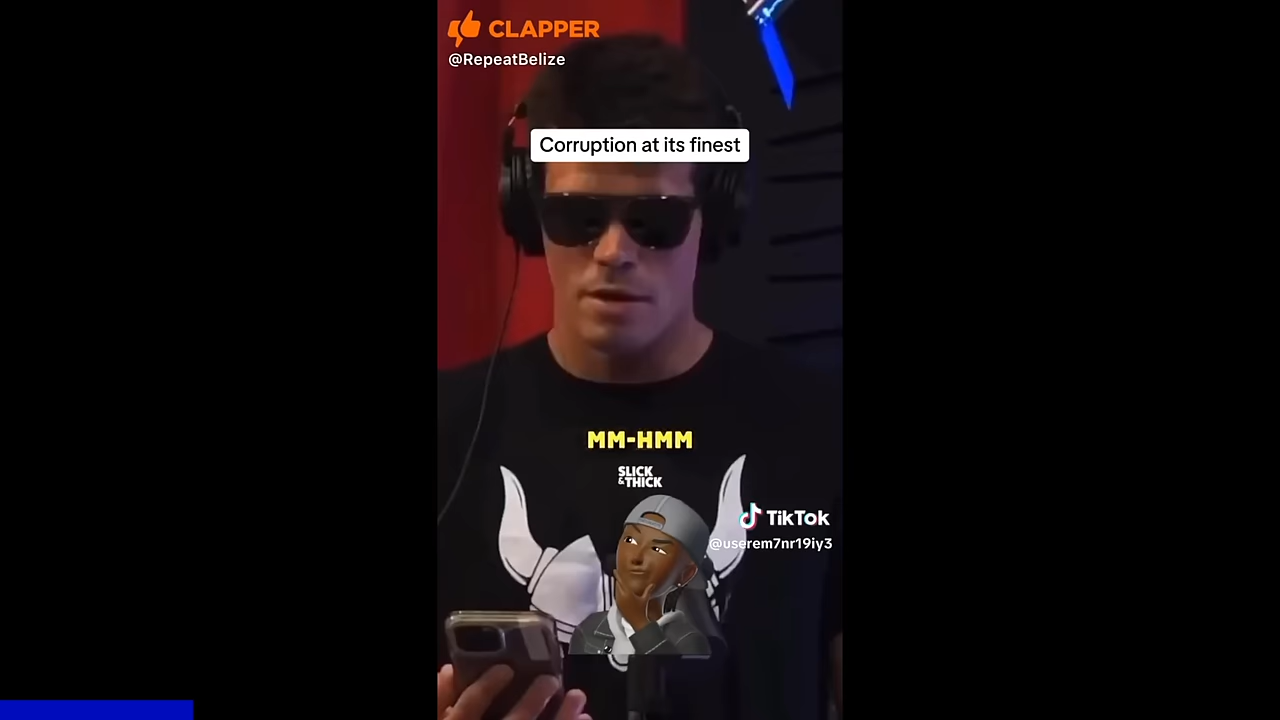 CLAPPER
@RepeatBelize
Corruption at its finest
MM-HMM
SLICK
&THICK
TikTok
@userem7nr19iy3